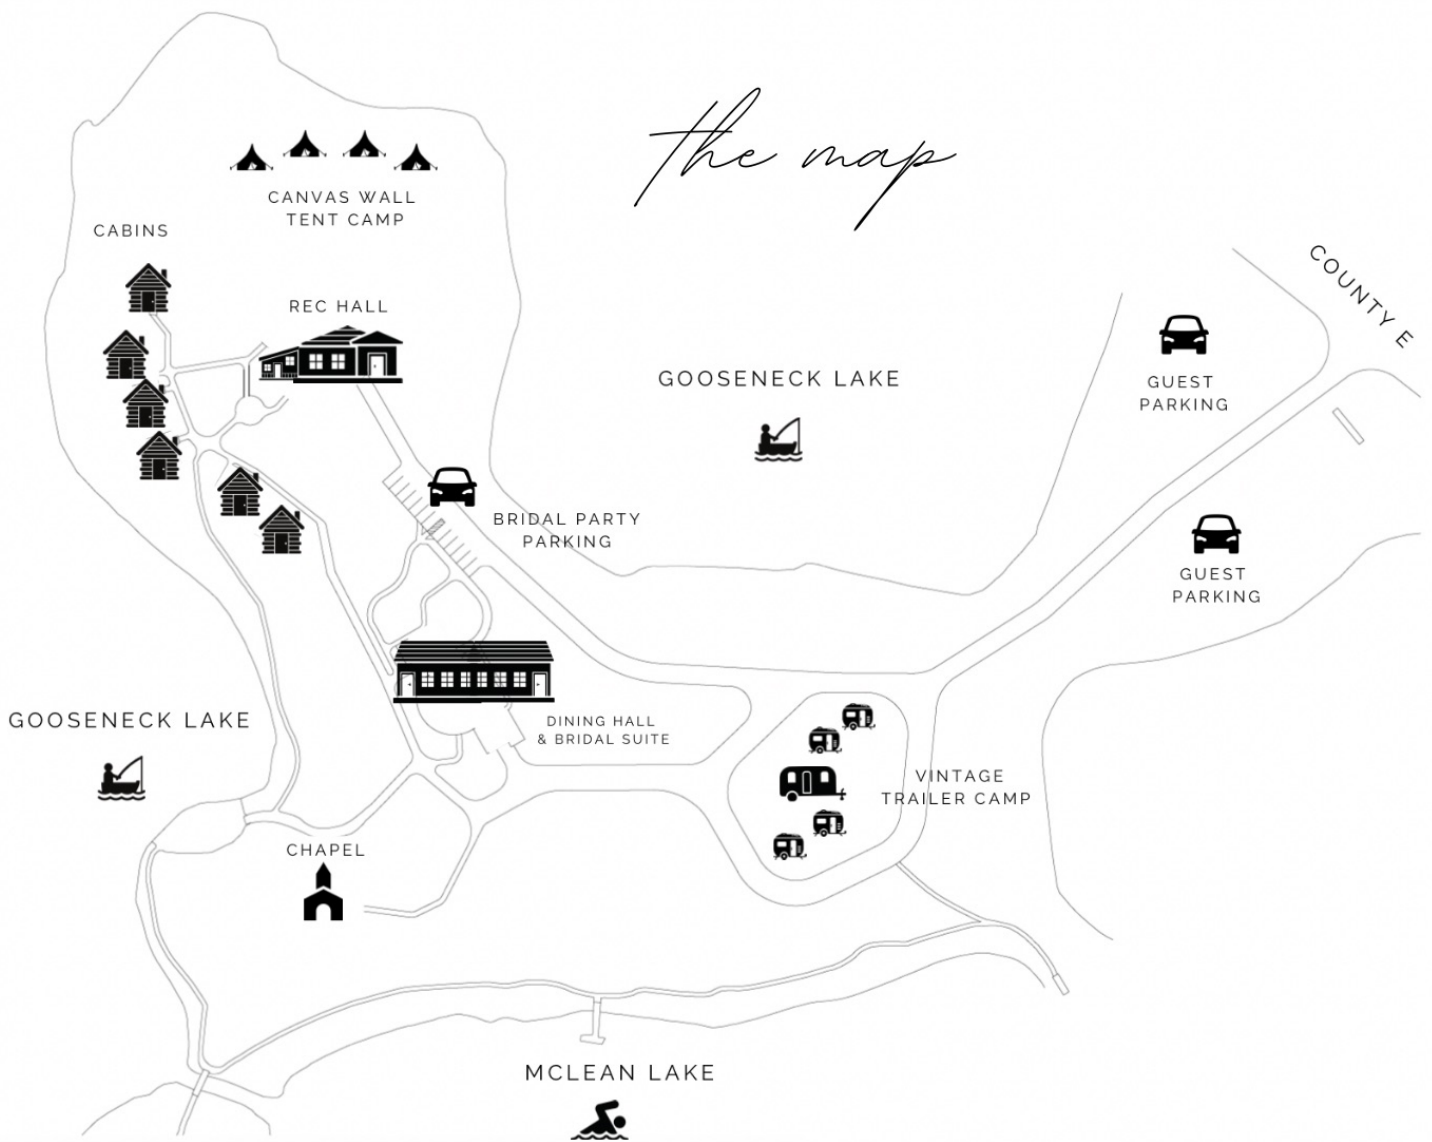 the map
CANVAS WALL
TENT CAMP
CABINS
REC HALL
COUNTY E
GOOSENECK LAKE
GUEST
PARKING
BRIDAL PARTY
PARKING
GUEST
PARKING
GOOSENECK LAKE
DINING HALL
& BRIDAL SUITE
VINTAGE
TRAILER CAMP
CHAPEL
MCLEAN LAKE